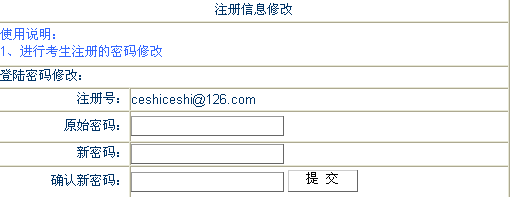 注册信息修改
使用说明：
1、进行考生注册的密码修改
登陆密码修改：
注册号： ceshiceshi@126.com
原始密码：
新密码：
确认新密码： 提 交